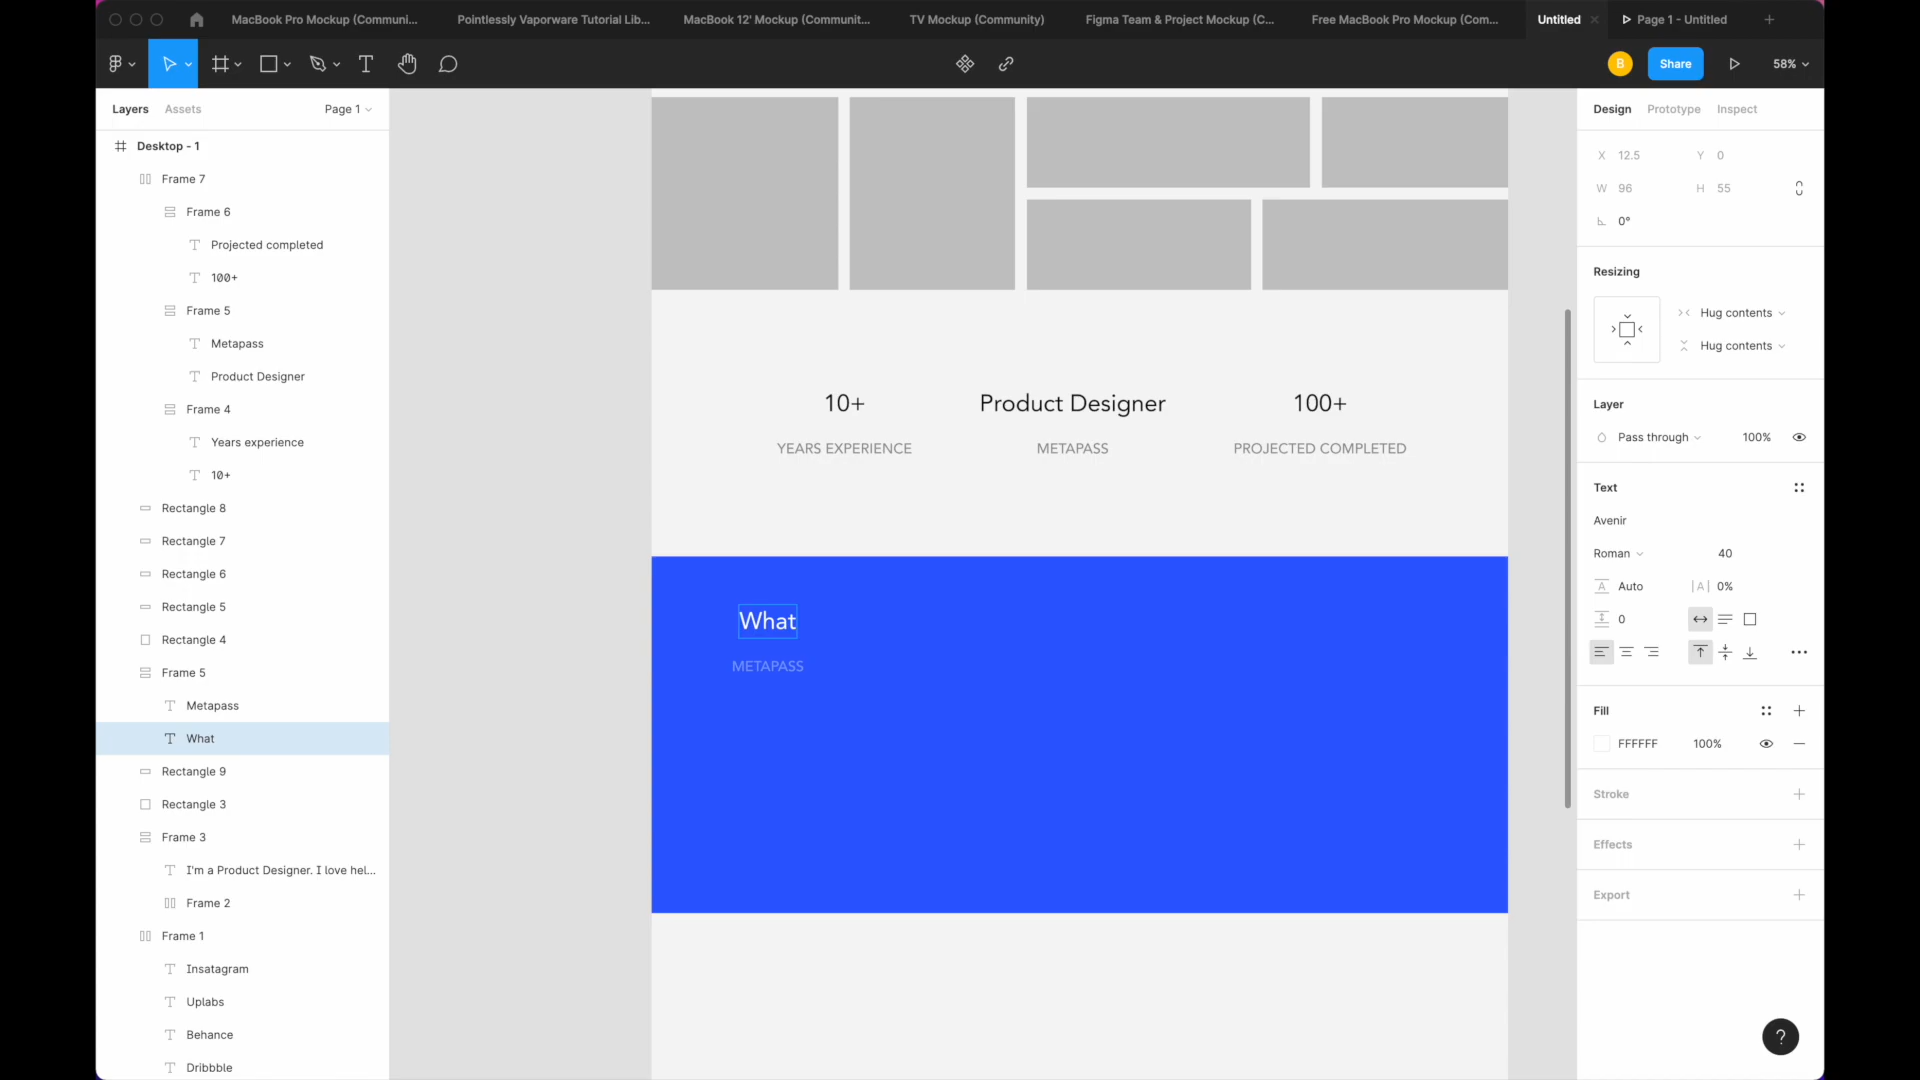 MacBook Pro Mockup (Communi...
Pointlessly Vaporware Tutorial Lib...
MacBook 12' Mockup (Communit...
TV Mockup (Community)
Figma Team & Project Mockup (C...
Free MacBook Pro Mockup (Com...
Untitled
Page 1 - Untitled
B
Share
58%
Layers
Assets
Page 1
Desktop - 1
Frame 7
Frame 6
Projected completed
100+
Frame 5
Metapass
Product Designer
Frame 4
Years experience
10+
Rectangle 8
Rectangle 7
Rectangle 6
Rectangle 5
Rectangle 4
Frame 5
Metapass
What
Rectangle 9
Rectangle 3
Frame 3
I'm a Product Designer. I love hel...
Frame 2
Frame 1
Insatagram
Uplabs
Behance
Dribbble
10+
Product Designer
100+
YEARS EXPERIENCE
METAPASS
PROJECTED COMPLETED
What
METAPASS
Design
Prototype
Inspect
X 12.5
Y 0
W 96
H 55
0°
Resizing
Hug contents
Hug contents
Layer
Pass through
100%
Text
Avenir
Roman
40
Auto
0%
0
Fill
FFFFFF
100%
Stroke
Effects
Export
?